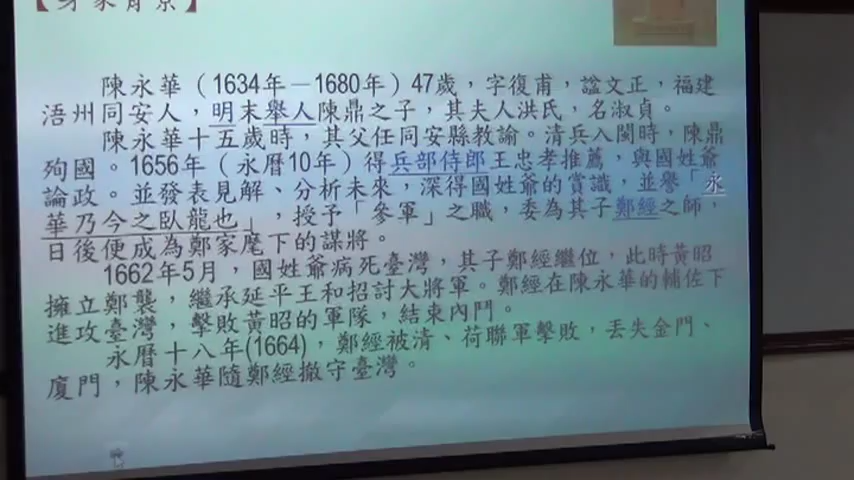 【身家背景】
陳永華（1634年－1680年）47歲，字復甫，諡文正，福建
浯州同安人，明末舉人陳鼎之子，其夫人洪氏，名淑貞。
陳永華十五歲時，其父任同安縣教諭。清兵入閩時，陳鼎
殉國。1656年（永曆10年）得兵部侍郎王忠孝推薦，與國姓爺
論政。並發表見解、分析未來，深得國姓爺的賞識，並譽「永
華乃今之臥龍也」，授予「參軍」之職，委為其子鄭經之師，
日後便成為鄭家麾下的謀將。
1662年5月，國姓爺病死臺灣，其子鄭經繼位，此時黃昭
擁立鄭襲，繼承延平王和招討大將軍。鄭經在陳永華的輔佐下
進攻臺灣，擊敗黃昭的軍隊，結束內鬥。
永曆十八年(1664)，鄭經被清、荷聯軍擊敗，丟失金門、
廈門，陳永華隨鄭經撤守臺灣。